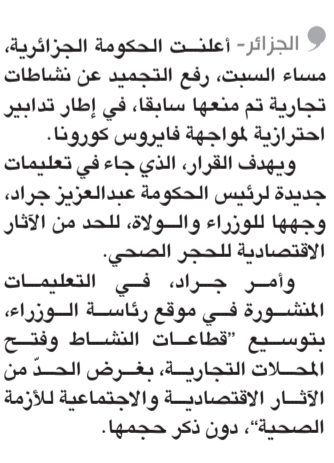 الجزائر- أعلنت الحكومة الجزائرية،
مساء السبت، رفع التجميد عن نشاطات
تجارية تم منعها سابقا، في إطار تدابير
احترازية لمواجهة فايروس كورونا.
ويهدف القرار، الذي جاء في تعليمات
جديدة لرئيس الحكومة عبدالعزيز جراد،
وجهها للوزراء والولاة، للحد من الآثار
الاقتصادية للحجر الصحي.
وأمر جراد، في التعليمات
المنشورة في موقع رئاسة الوزراء،
بتوسيع ”قطاعات النشاط وفتح
المحلات التجارية، بغرض الحدّ من
الآثار الاقتصادية والاجتماعية للأزمة
الصحية“، دون ذكر حجمها.